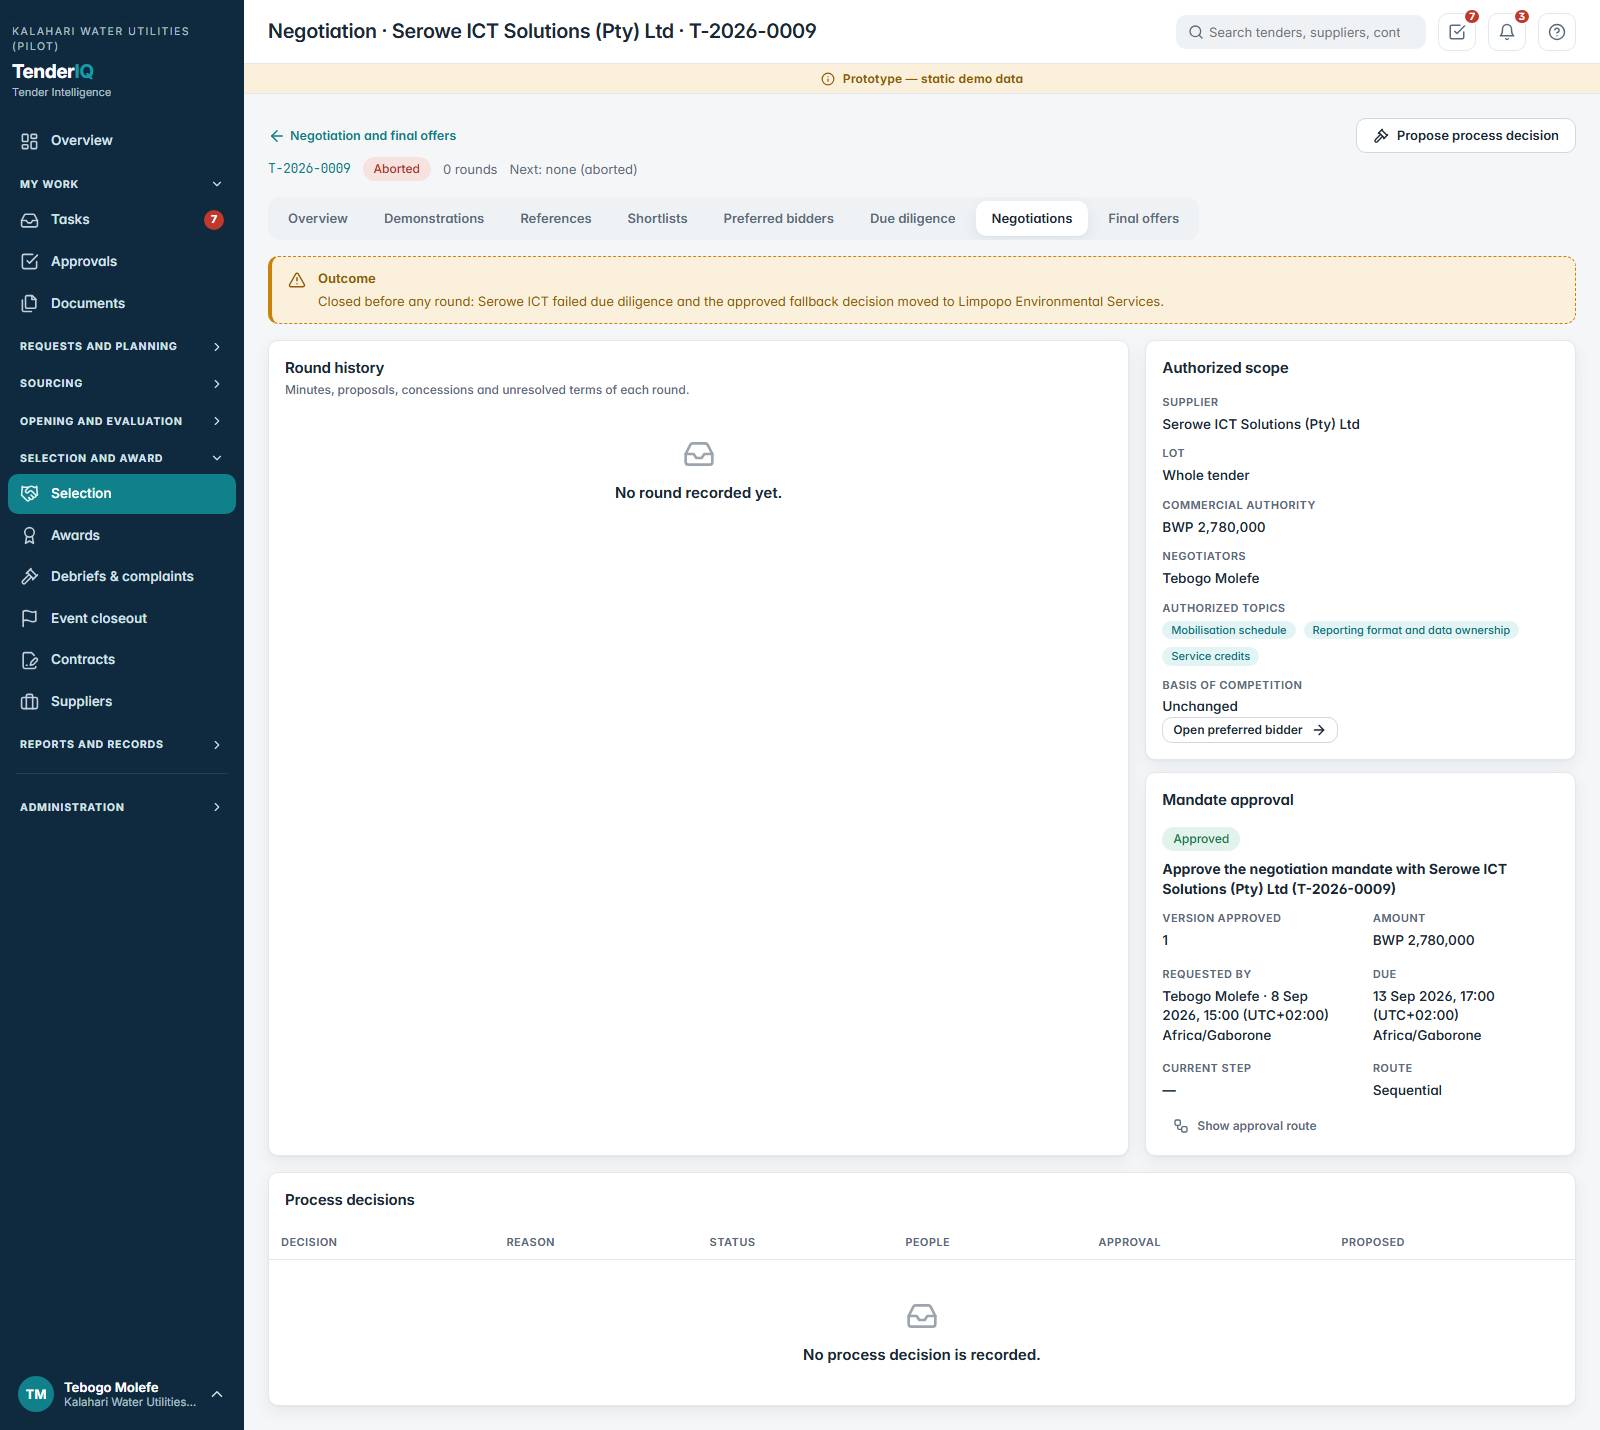 KALAHARI WATER UTILITIES
(PILOT)
TenderIQ
Tender Intelligence
Overview
MY WORK
Tasks
7
Approvals
Documents
REQUESTS AND PLANNING
SOURCING
OPENING AND EVALUATION
SELECTION AND AWARD
Selection
Awards
Debriefs & complaints
Event closeout
Contracts
Suppliers
REPORTS AND RECORDS
ADMINISTRATION
TM
Tebogo Molefe
Kalahari Water Utilities...
Negotiation · Serowe ICT Solutions (Pty) Ltd · T-2026-0009
Search tenders, suppliers, cont
7
3
Prototype — static demo data
Negotiation and final offers
Propose process decision
T-2026-0009
Aborted
0 rounds
Next: none (aborted)
Overview
Demonstrations
References
Shortlists
Preferred bidders
Due diligence
Negotiations
Final offers
Outcome
Closed before any round: Serowe ICT failed due diligence and the approved fallback decision moved to Limpopo Environmental Services.
Round history
Minutes, proposals, concessions and unresolved terms of each round.
No round recorded yet.
Authorized scope
SUPPLIER
Serowe ICT Solutions (Pty) Ltd
LOT
Whole tender
COMMERCIAL AUTHORITY
BWP 2,780,000
NEGOTIATORS
Tebogo Molefe
AUTHORIZED TOPICS
Mobilisation schedule
Reporting format and data ownership
Service credits
BASIS OF COMPETITION
Unchanged
Open preferred bidder
Mandate approval
Approved
Approve the negotiation mandate with Serowe ICT
Solutions (Pty) Ltd (T-2026-0009)
VERSION APPROVED
1
AMOUNT
BWP 2,780,000
REQUESTED BY
Tebogo Molefe · 8 Sep
2026, 15:00 (UTC+02:00)
Africa/Gaborone
DUE
13 Sep 2026, 17:00
(UTC+02:00)
Africa/Gaborone
CURRENT STEP
—
ROUTE
Sequential
Show approval route
Process decisions
DECISION
REASON
STATUS
PEOPLE
APPROVAL
PROPOSED
No process decision is recorded.